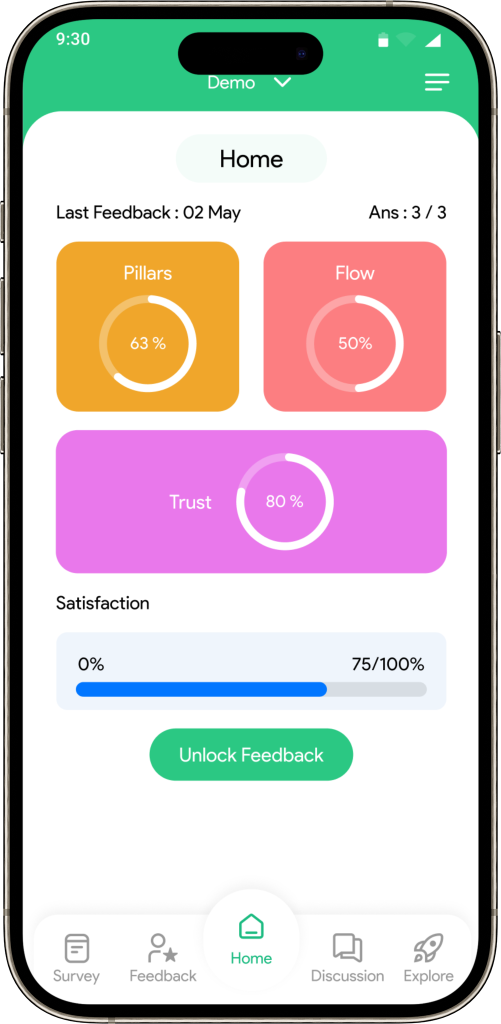 9:30
Demo
Home
Last Feedback : 02 May
Ans : 3 / 3
Pillars
63 %
Flow
50%
Trust
80 %
Satisfaction
0%
75/100%
Unlock Feedback
Survey
Feedback
Home
Discussion
Explore